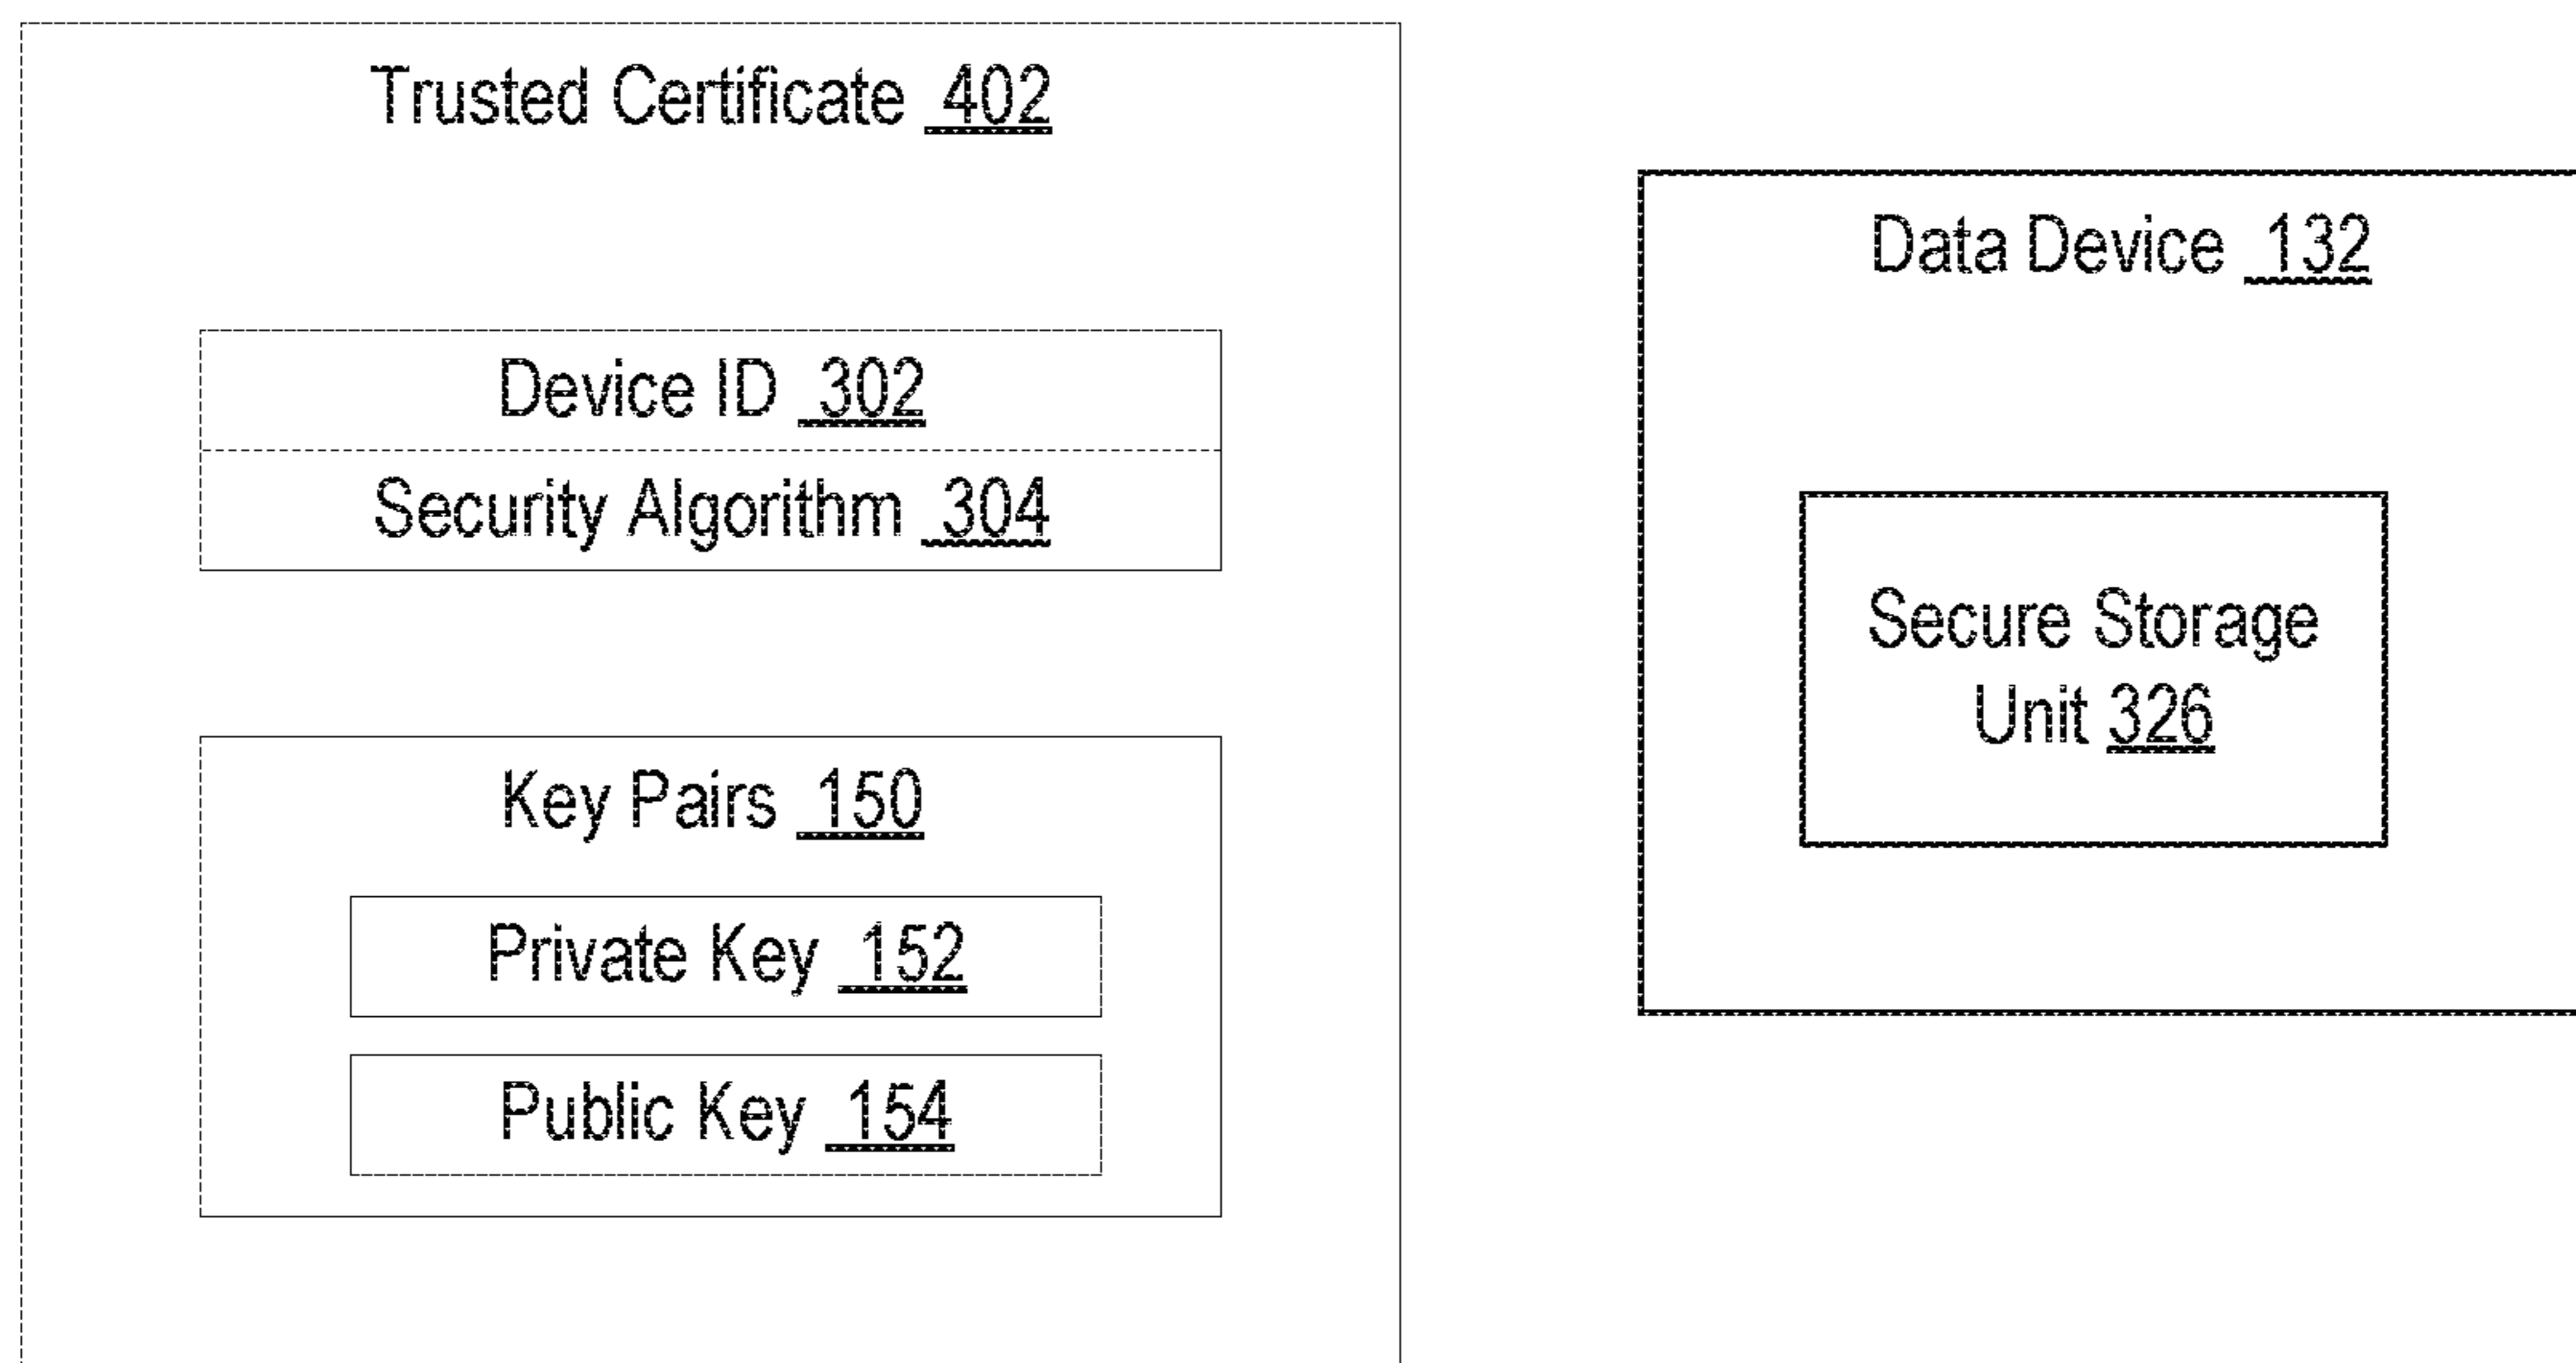 Trusted Certificate 402
Device ID 302
Security Algorithm 304
Key Pairs 150
Private Key 152
Public Key 154
Data Device 132
Secure Storage
Unit 326